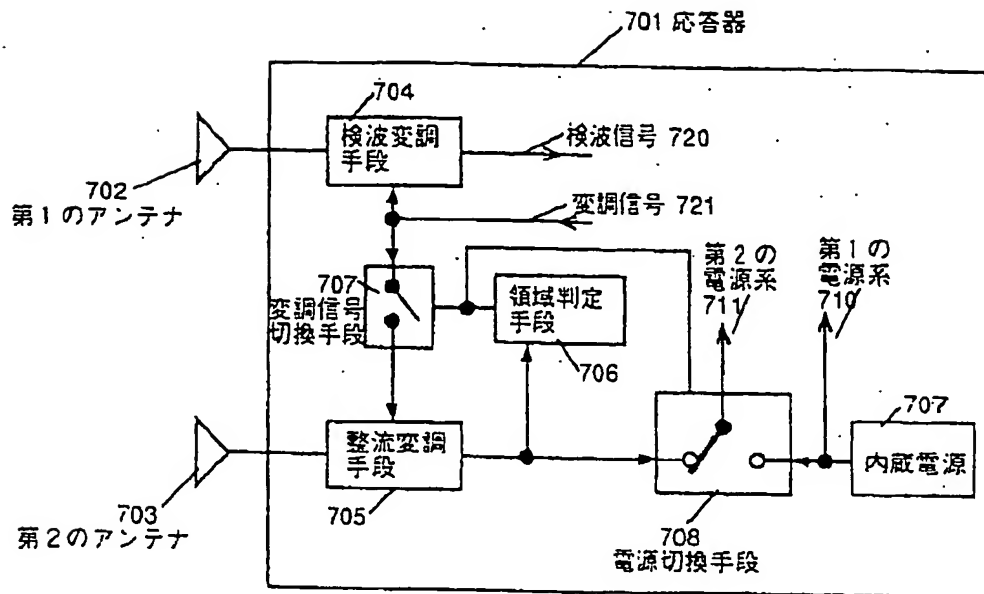 701 応答器
704
検波変調
手段
検波信号 720
702
第1のアンテナ
変調信号 721
707
変調信号
切換手段
領域判定
手段
706
第2の
電源系
711
第1の
電源系
710
707
内蔵電源
整流変調
手段
705
703
第2のアンテナ
708
電源切換手段